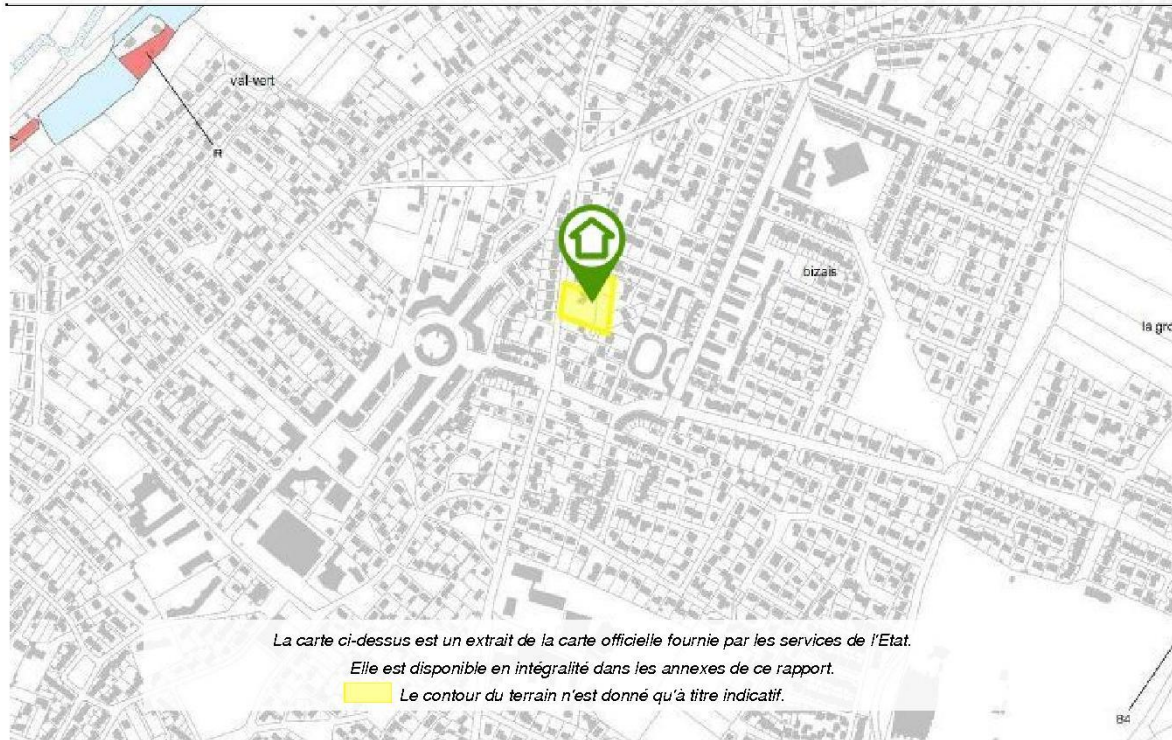 val-vert
R
bizais
la gro
La carte ci-dessus est un extrait de la carte officielle fournie par les services de l'Etat.
Elle est disponible en intégralité dans les annexes de ce rapport.
Le contour du terrain n'est donné qu'à titre indicatif.
B4